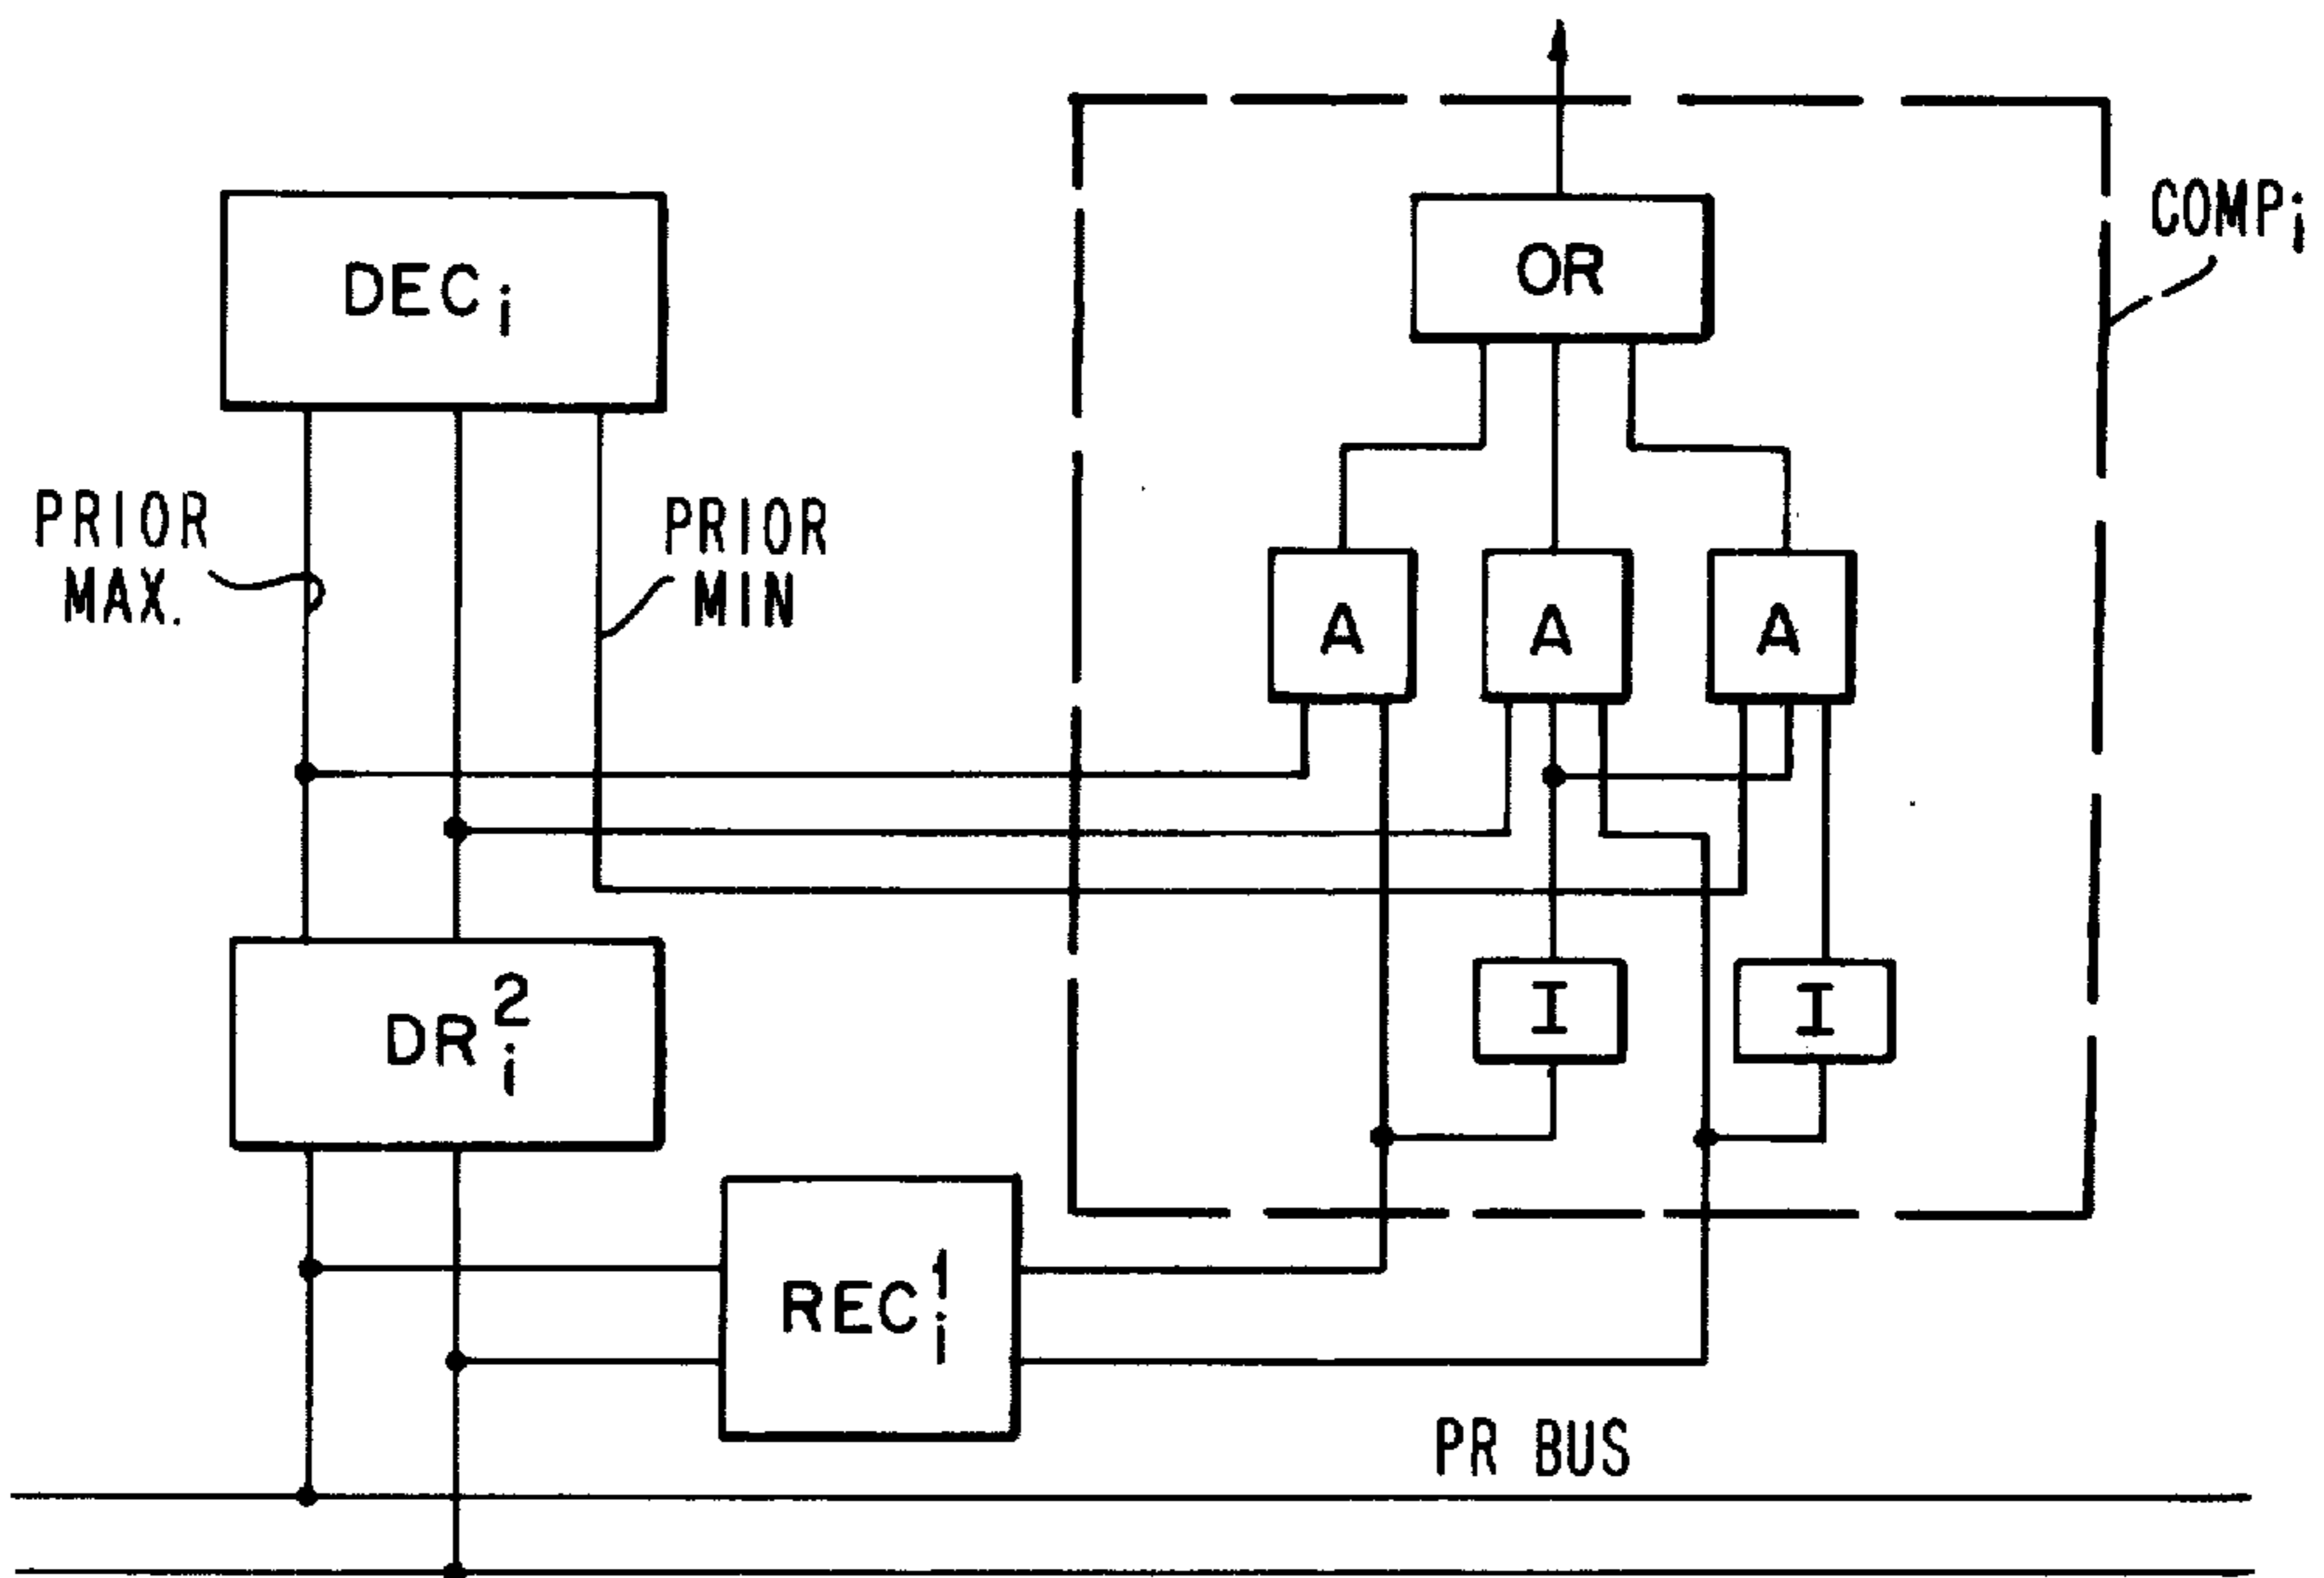 COMPi
OR
DECi
PRIOR
MAX.
PRIOR
MIN
A
A
A
I
I
DR2i
REC1i
PR BUS